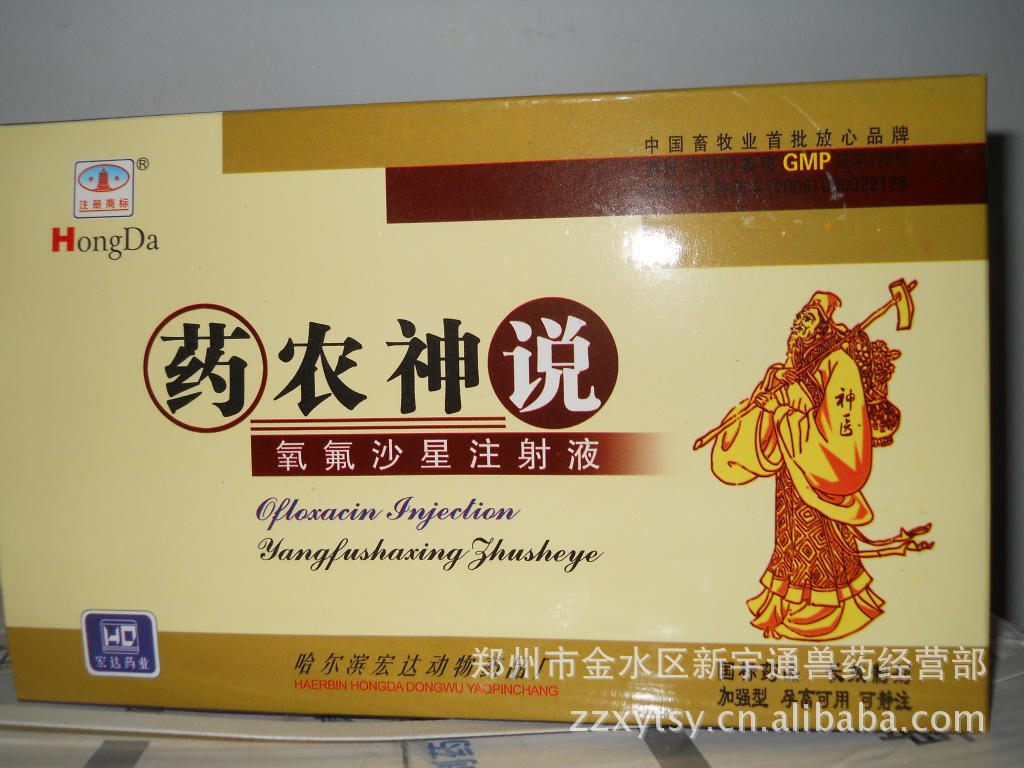 中国畜牧业首批放心品牌
GMP
®
注册商标
HongDa
药农神说
神医
氧氟沙星注射液
Ofloxacin Injection
Yangfushaxing Zhusheye
HD
宏达药业
哈尔滨宏达动物药品厂
HAERBIN HONGDA DONGWU YAOPINCHANG
加强型 孕畜可用 可静注
郑州市金水区新宇通兽药经营部
zzxytsy.cn.alibaba.com